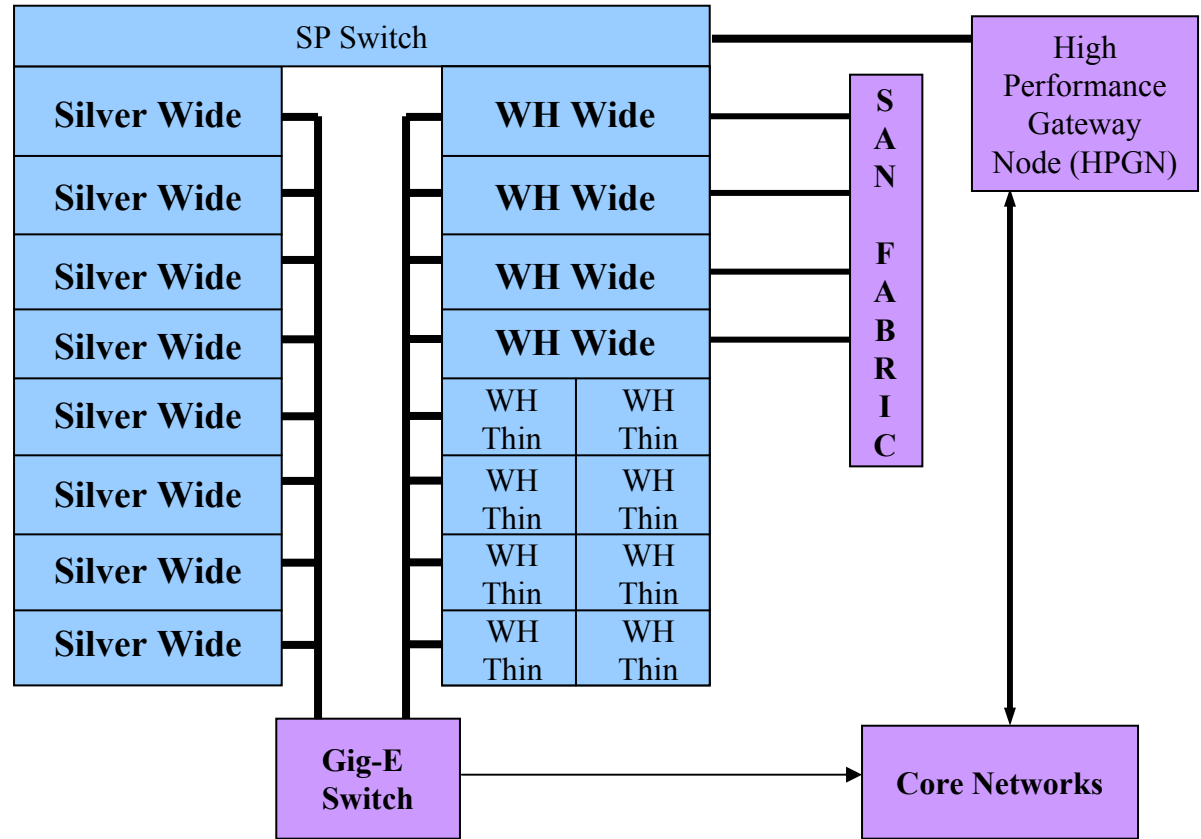 SP Switch
High
Performance
Gateway
Node (HPGN)
Silver Wide
Silver Wide
Silver Wide
Silver Wide
Silver Wide
Silver Wide
Silver Wide
Silver Wide
WH Wide
WH Wide
WH Wide
WH Wide
WH
Thin
WH
Thin
WH
Thin
WH
Thin
WH
Thin
WH
Thin
WH
Thin
WH
Thin
S
A
N
F
A
B
R
I
C
Gig-E
Switch
Core Networks